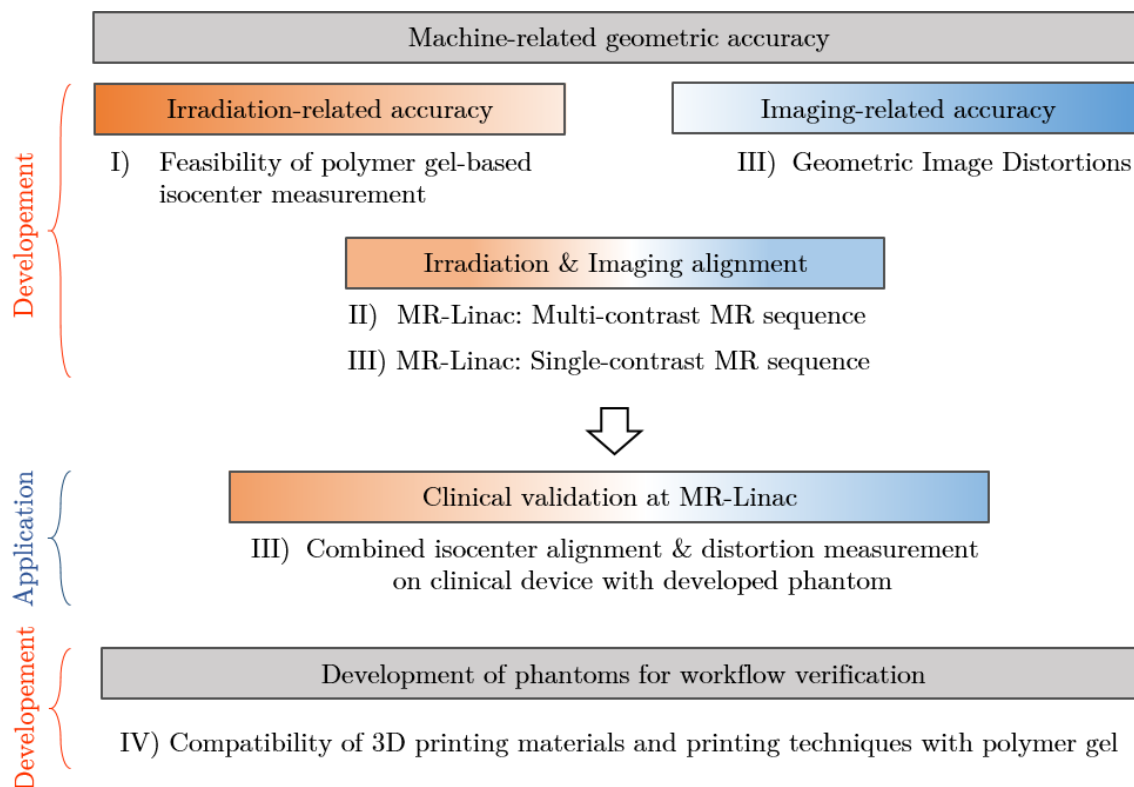 Machine-related geometric accuracy
Irradiation-related accuracy
Imaging-related accuracy
I) Feasibility of polymer gel-based
isocenter measurement
III) Geometric Image Distortions
Developement
Irradiation & Imaging alignment
II) MR-Linac: Multi-contrast MR sequence
III) MR-Linac: Single-contrast MR sequence
Application
Clinical validation at MR-Linac
III) Combined isocenter alignment & distortion measurement
on clinical device with developed phantom
Developement
Development of phantoms for workflow verification
IV) Compatibility of 3D printing materials and printing techniques with polymer gel